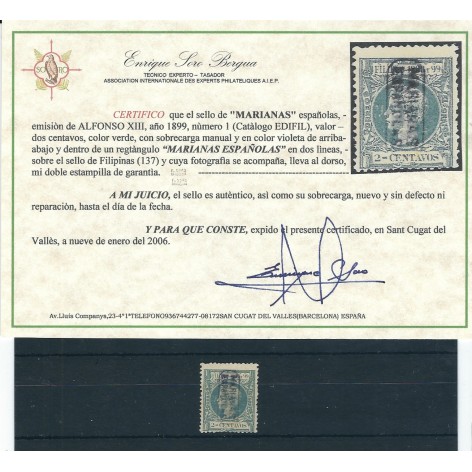 Enrique Soro Bergua
TECNICO EXPERTO - TASADOR
ASSOCIATION INTERNATIONALE DES EXPERTS PHILATELIQUES A.I.E.P.
SORO
CERTIFICO que el sello de "MARIANAS" españolas, -
emisión de ALFONSO XIII, año 1899, número 1 (Catálogo EDIFIL), valor -
dos centavos, color verde, con sobrecarga manual y en color violeta de arriba-
abajo y dentro de un regtángulo "MARIANAS ESPAÑOLAS" en dos líneas, -
sobre el sello de Filipinas (137) y cuya fotografía se acompaña, lleva al dorso,
mi doble estampilla de garantía.
A MI JUICIO, el sello es auténtico, así como su sobrecarga, nuevo y sin defecto ni
reparación, hasta el día de la fecha.
Y PARA QUE CONSTE, expido el presente certificado, en Sant Cugat del
Vallès, a nueve de enero del 2006.
Av.Lluis Companys,23-4º1ªTELEFONO936744277-08172SAN CUGAT DEL VALLES(BARCELONA) ESPAÑA
2-CENTAVOS
2-CENTAVOS